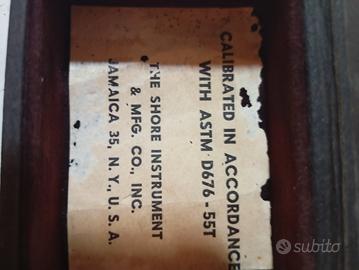 CALIBRATED IN ACCORDANCE
WITH ASTM D676 - 55T
THE SHORE INSTRUMENT
& MFG. CO., INC.
JAMAICA 35, N. Y., U. S. A.
subito